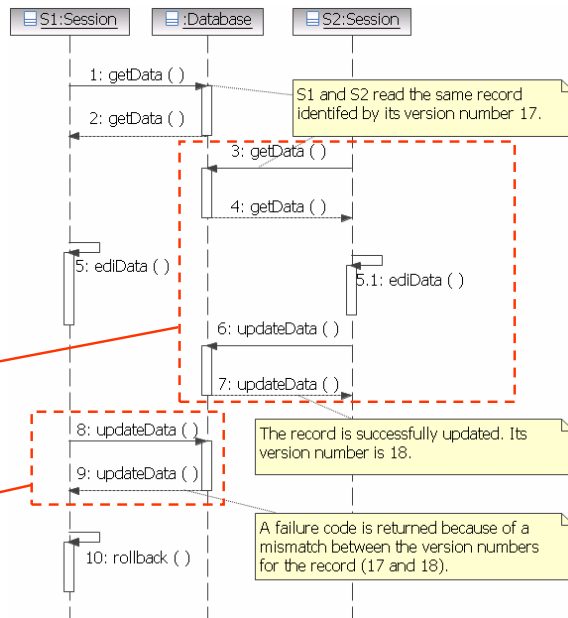 S1:Session
:Database
S2:Session
1: getData ( )
S1 and S2 read the same record
identifed by its version number 17.
2: getData ( )
3: getData ( )
4: getData ( )
5: ediData ( )
5.1: ediData ( )
6: updateData ( )
7: updateData ( )
8: updateData ( )
The record is successfully updated. Its
version number is 18.
9: updateData ( )
A failure code is returned because of a
mismatch between the version numbers
for the record (17 and 18).
10: rollback ( )